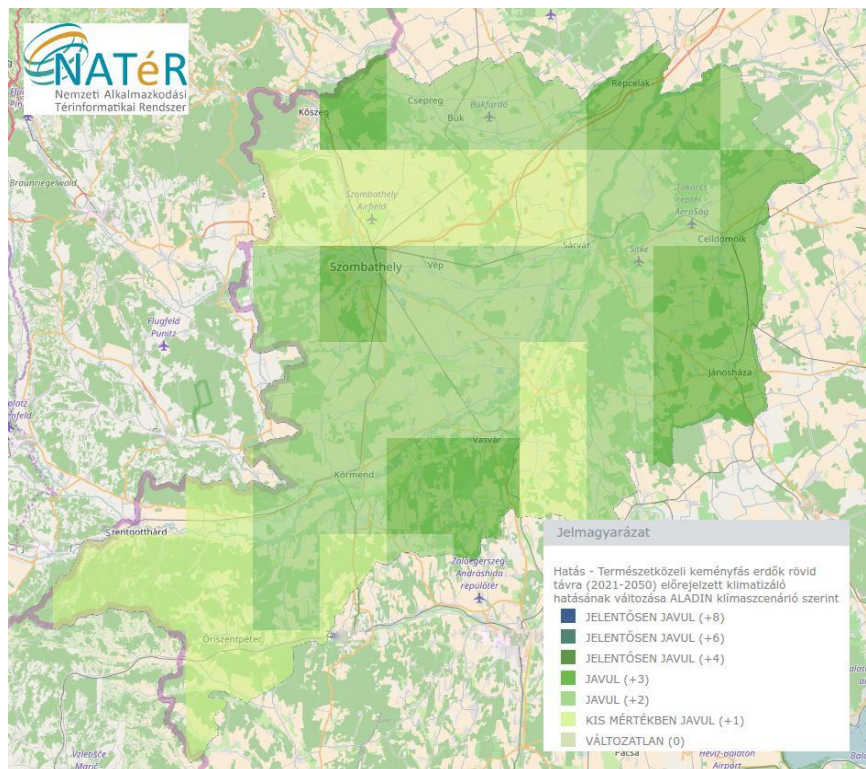 NATéR
Nemzeti Alkalmazkodási
Térinformatikai Rendszer
Répcelak
Csepreg
Bükfürdő
Kőszeg
Bük
Braunriegelwald
Szombathely
Airfield
Tokorcs
reptér
AeroSág
Celldömölk
Sárvár
Sitke
Szombathely
Vép
Flugfeld
Punitz
Jánosháza
Vasvár
Körmend
Szentgotthárd
Zalaegerszeg-
Andráshida
repülőtér
Őriszentpéter
Vzletišče
Pacsa
Hévíz-Balaton
Airport
Jelmagyarázat
Hatás - Természetközeli keményfás erdők rövid
távra (2021-2050) előrejelzett klimatizáló
hatásának változása ALADIN klímaszcenárió szerint
JELENTŐSEN JAVUL (+8)
JELENTŐSEN JAVUL (+6)
JELENTŐSEN JAVUL (+4)
JAVUL (+3)
JAVUL (+2)
KIS MÉRTÉKBEN JAVUL (+1)
VÁLTOZATLAN (0)